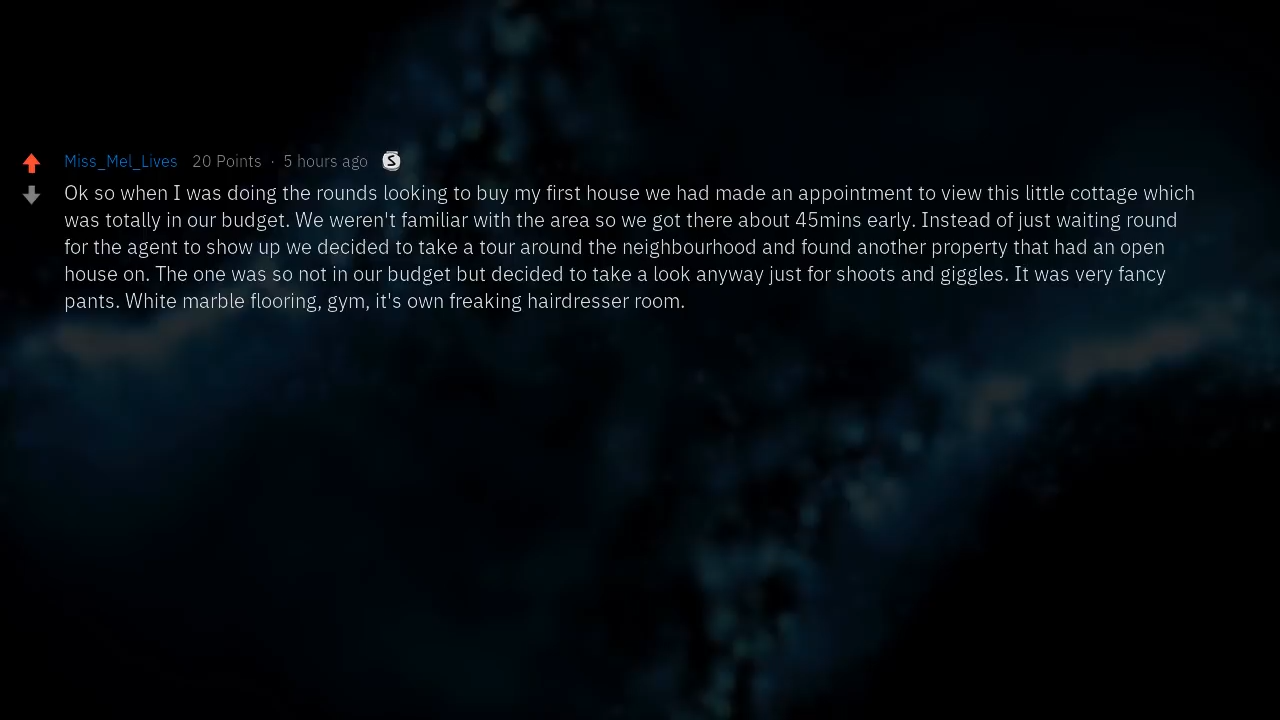 Miss_Mel_Lives 20 Points · 5 hours ago S
Ok so when I was doing the rounds looking to buy my first house we had made an appointment to view this little cottage which
was totally in our budget. We weren't familiar with the area so we got there about 45mins early. Instead of just waiting round
for the agent to show up we decided to take a tour around the neighbourhood and found another property that had an open
house on. The one was so not in our budget but decided to take a look anyway just for shoots and giggles. It was very fancy
pants. White marble flooring, gym, it's own freaking hairdresser room.